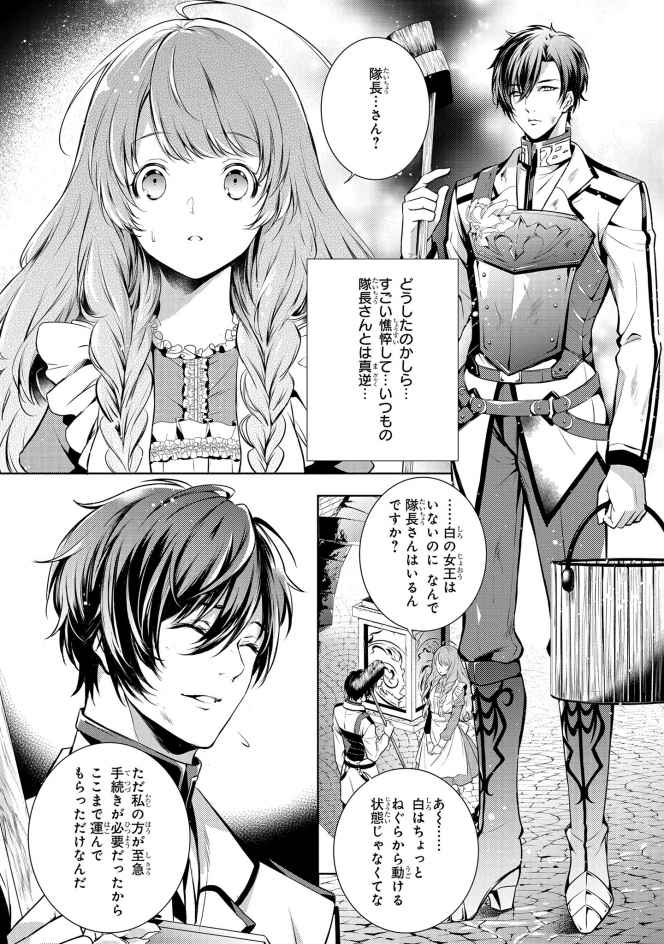 隊長…さん？
どうしたのかしら…
すごい憔悴して…いつもの
隊長さんとは真逆…
……白の女王は
いないのに なんで
隊長さんはいるん
ですか？
あ〜……
白はちょっと
ねぐらから動ける
状態じゃなくてな
ただ私の方が至急
手続きが必要だったから
ここまで運んで
もらっただけなんだ